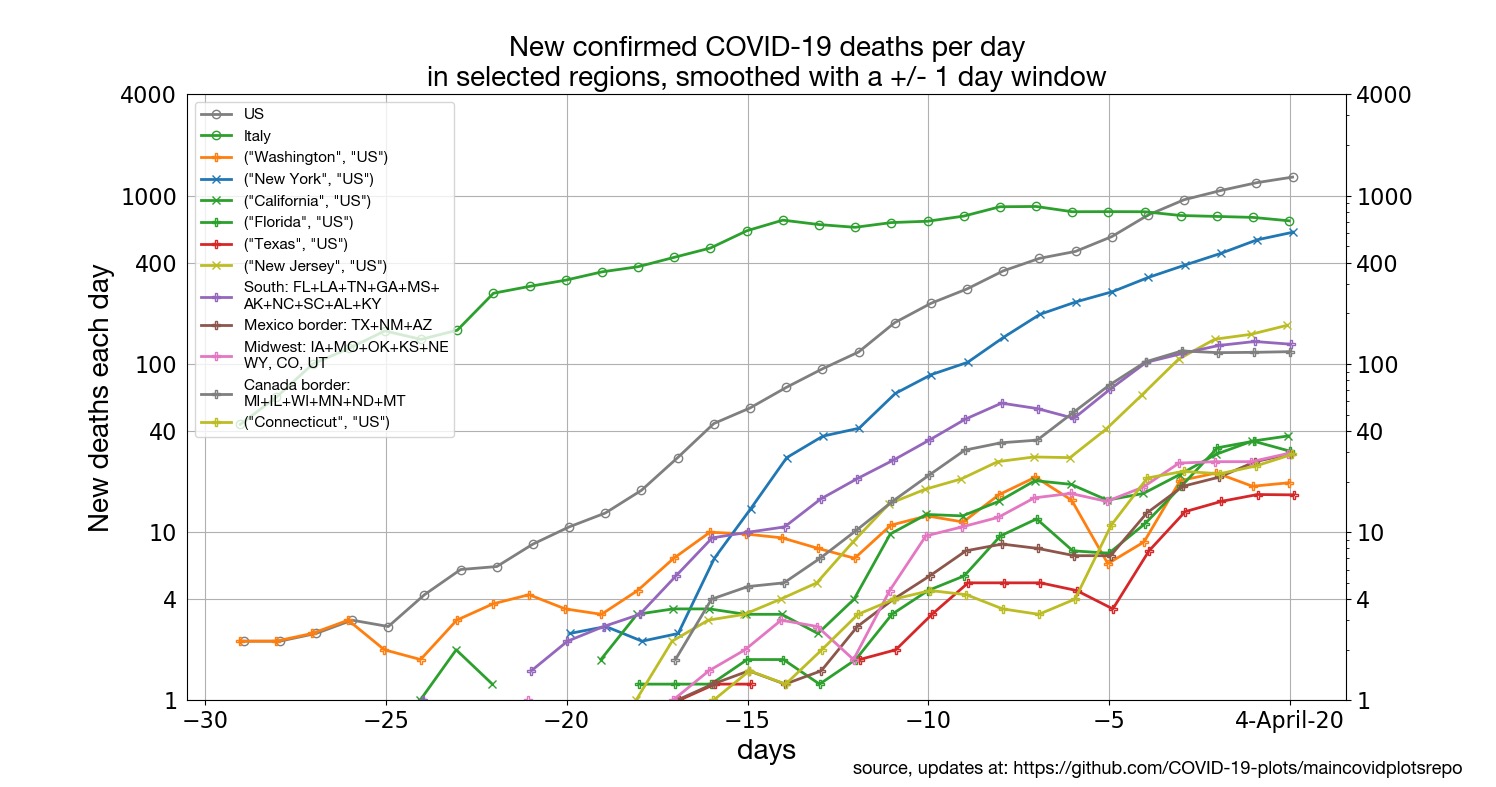 New confirmed COVID-19 deaths per day
in selected regions, smoothed with a +/- 1 day window
4000
1000
400
100
40
10
4
1
New deaths each day
US
Italy
("Washington", "US")
("New York", "US")
("California", "US")
("Florida", "US")
("Texas", "US")
("New Jersey", "US")
South: FL+LA+TN+GA+MS+
AK+NC+SC+AL+KY
Mexico border: TX+NM+AZ
Midwest: IA+MO+OK+KS+NE
WY, CO, UT
Canada border:
MI+IL+WI+MN+ND+MT
("Connecticut", "US")
4000
1000
400
100
40
10
4
1
−30 −25 −20 −15 −10 −5 4-April-20
days
source, updates at: https://github.com/COVID-19-plots/maincovidplotsrepo